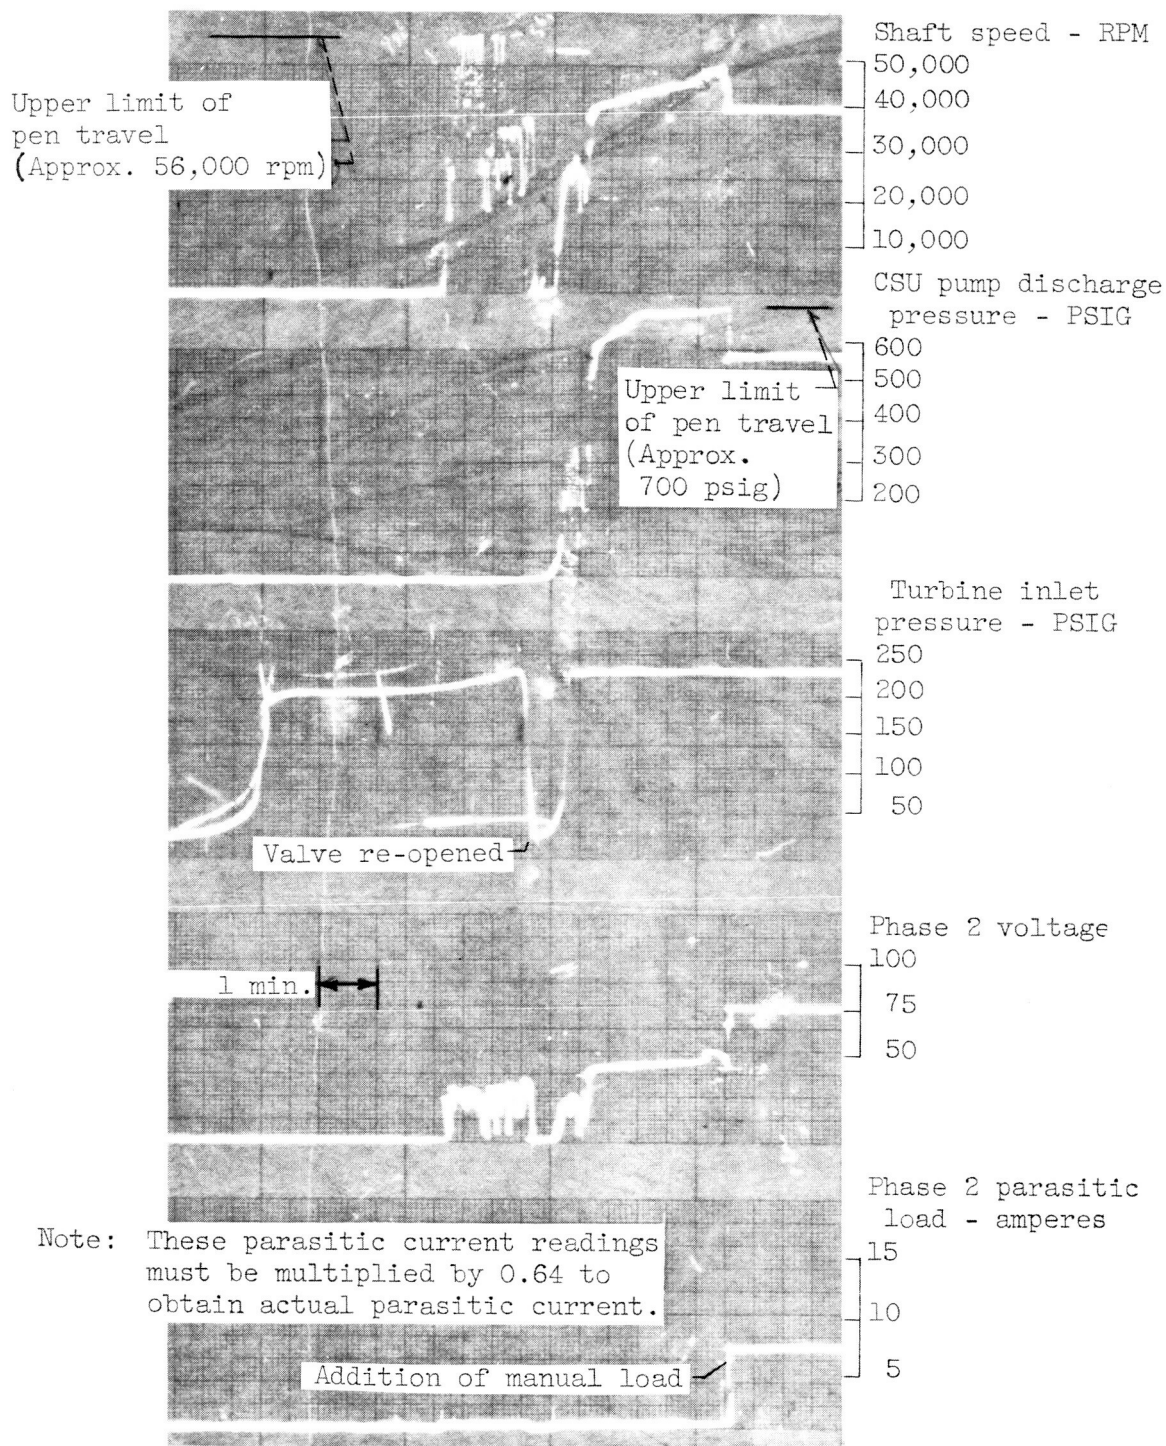 Shaft speed - RPM
50,000
40,000
30,000
20,000
10,000
Upper limit of
pen travel
(Approx. 56,000 rpm)
CSU pump discharge
pressure - PSIG
600
500
400
300
200
Upper limit
of pen travel
(Approx.
700 psig)
Turbine inlet
pressure - PSIG
250
200
150
100
50
Valve re-opened
Phase 2 voltage
100
75
50
1 min.
Phase 2 parasitic
load - amperes
15
10
5
Note: These parasitic current readings
must be multiplied by 0.64 to
obtain actual parasitic current.
Addition of manual load